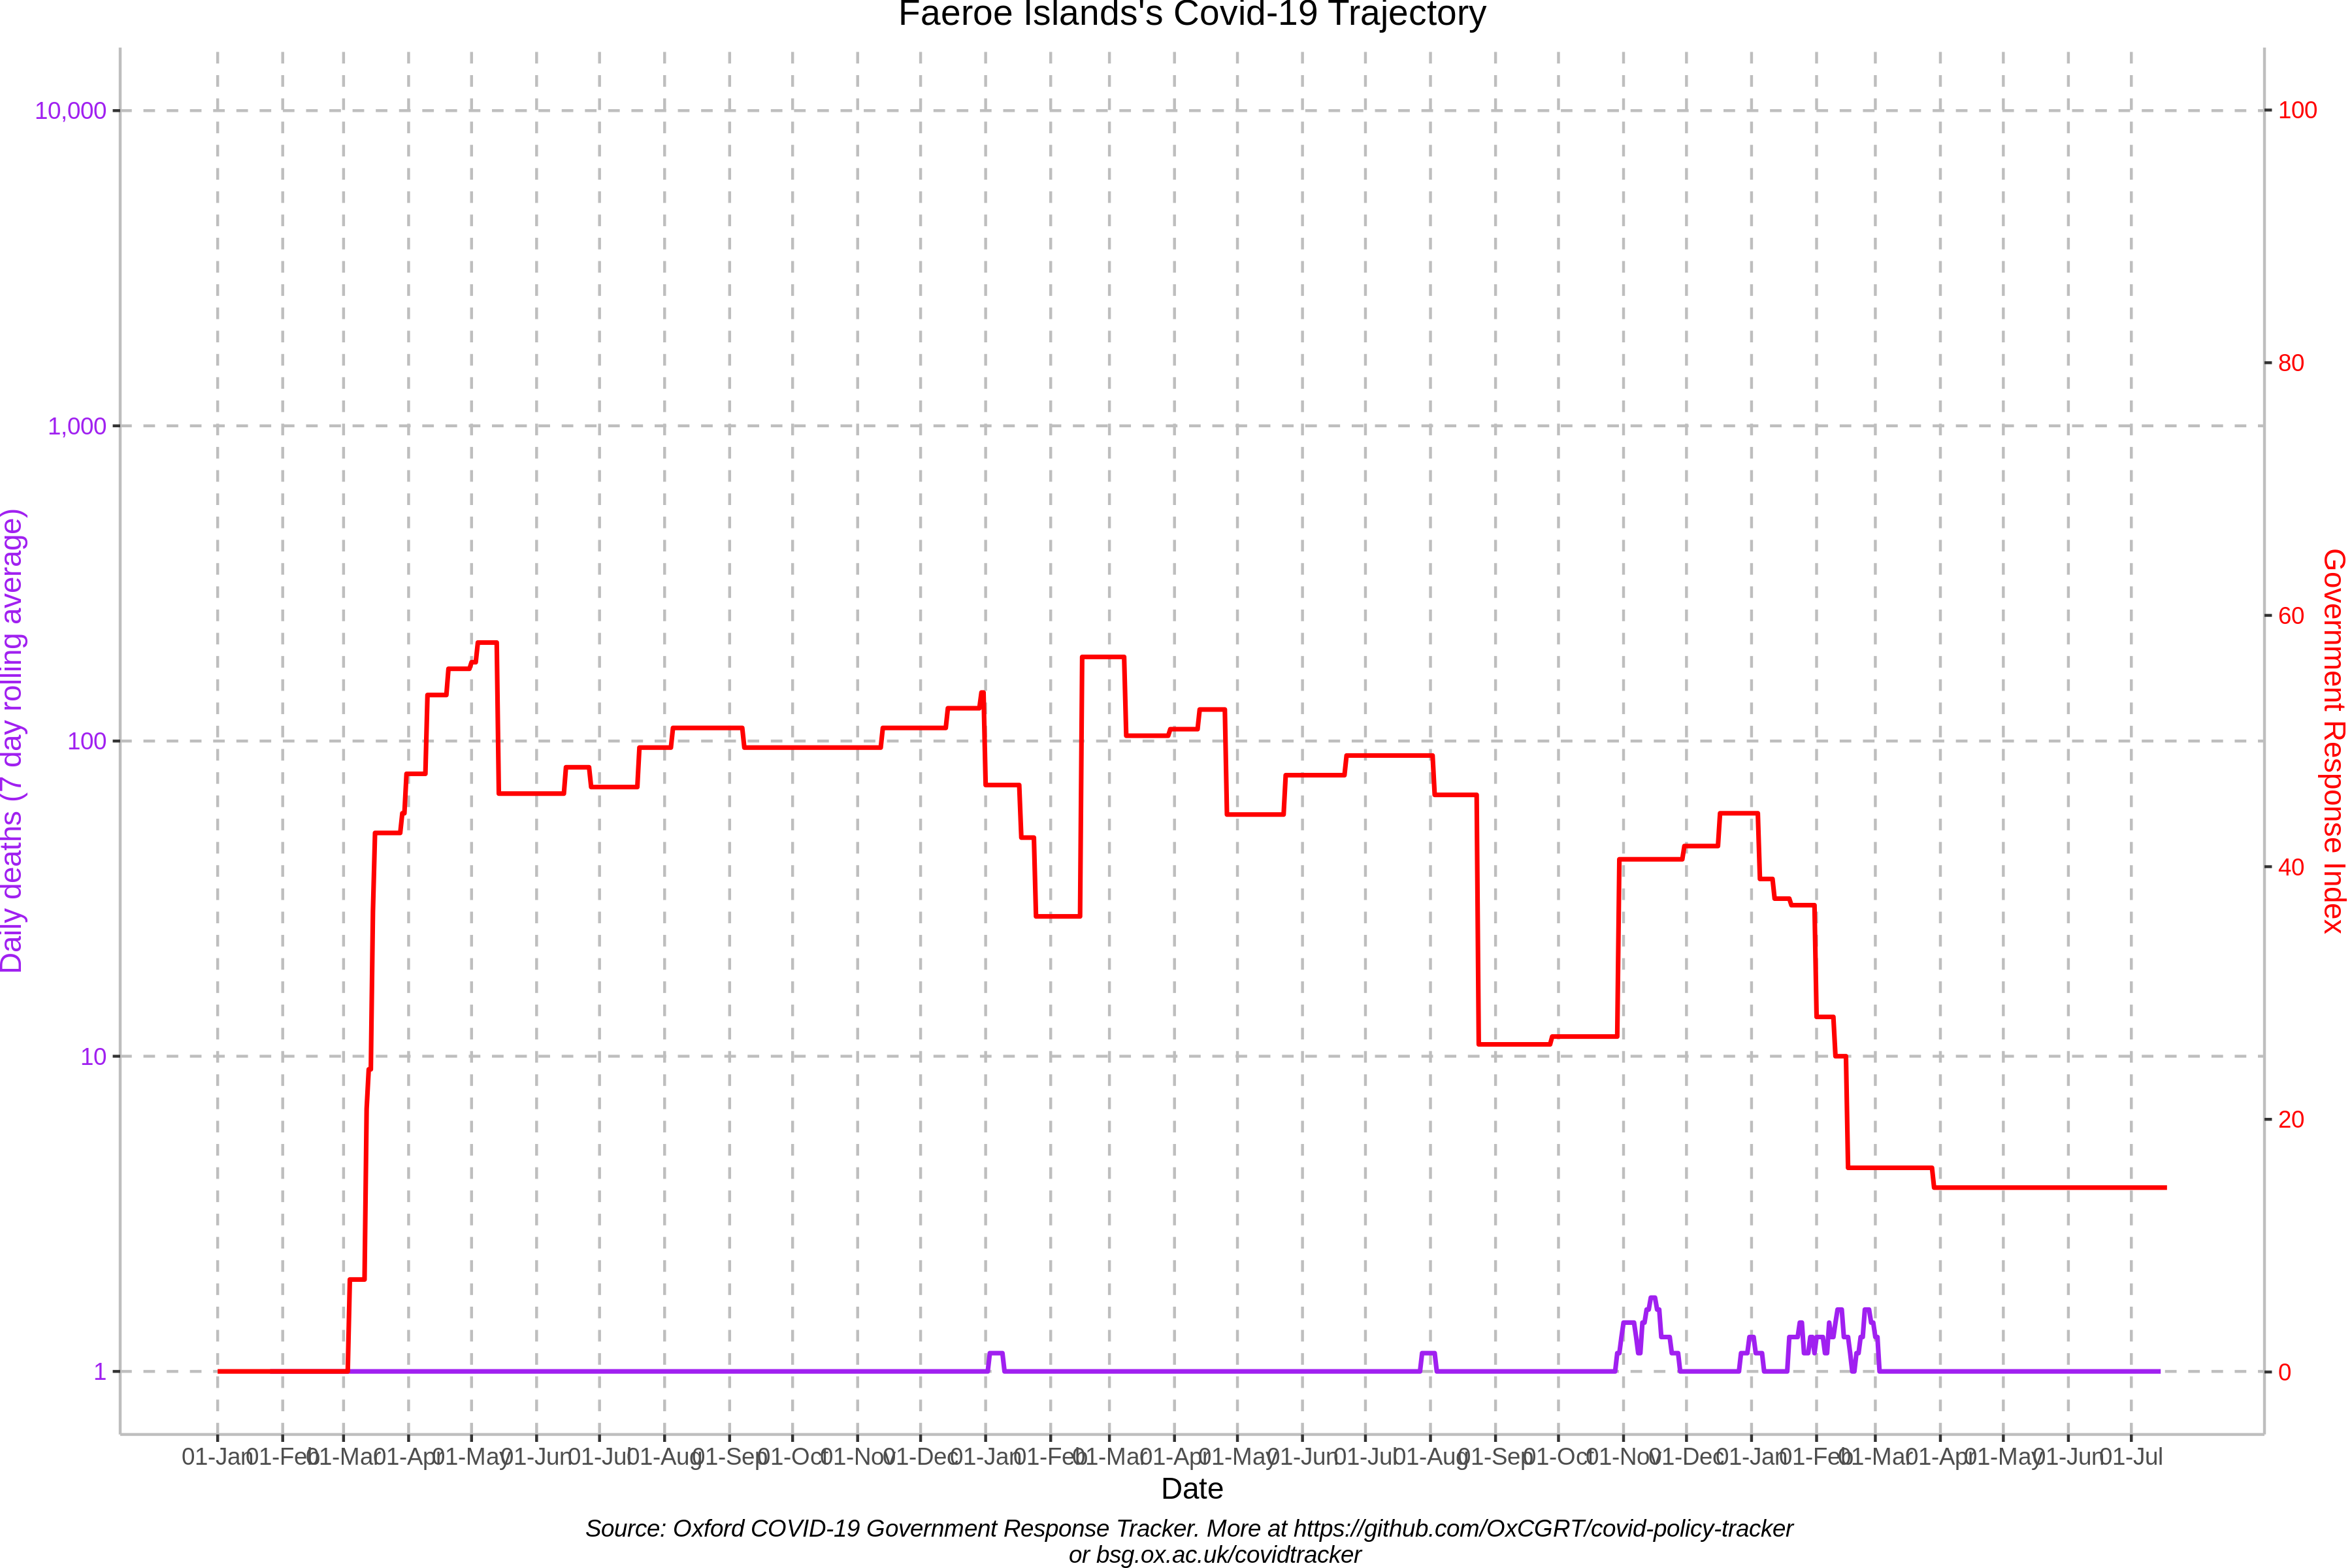 Faeroe Islands's Covid-19 Trajectory
10,000
1,000
100
10
1
Daily deaths (7 day rolling average)
100
80
60
40
20
0
Government Response Index
01-Jan 01-Feb 01-Mar 01-Apr 01-May 01-Jun 01-Jul 01-Aug 01-Sep 01-Oct 01-Nov 01-Dec 01-Jan 01-Feb 01-Mar 01-Apr 01-May 01-Jun 01-Jul 01-Aug 01-Sep 01-Oct 01-Nov 01-Dec 01-Jan 01-Feb 01-Mar 01-Apr 01-May 01-Jun 01-Jul
Date
Source: Oxford COVID-19 Government Response Tracker. More at https://github.com/OxCGRT/covid-policy-tracker
or bsg.ox.ac.uk/covidtracker